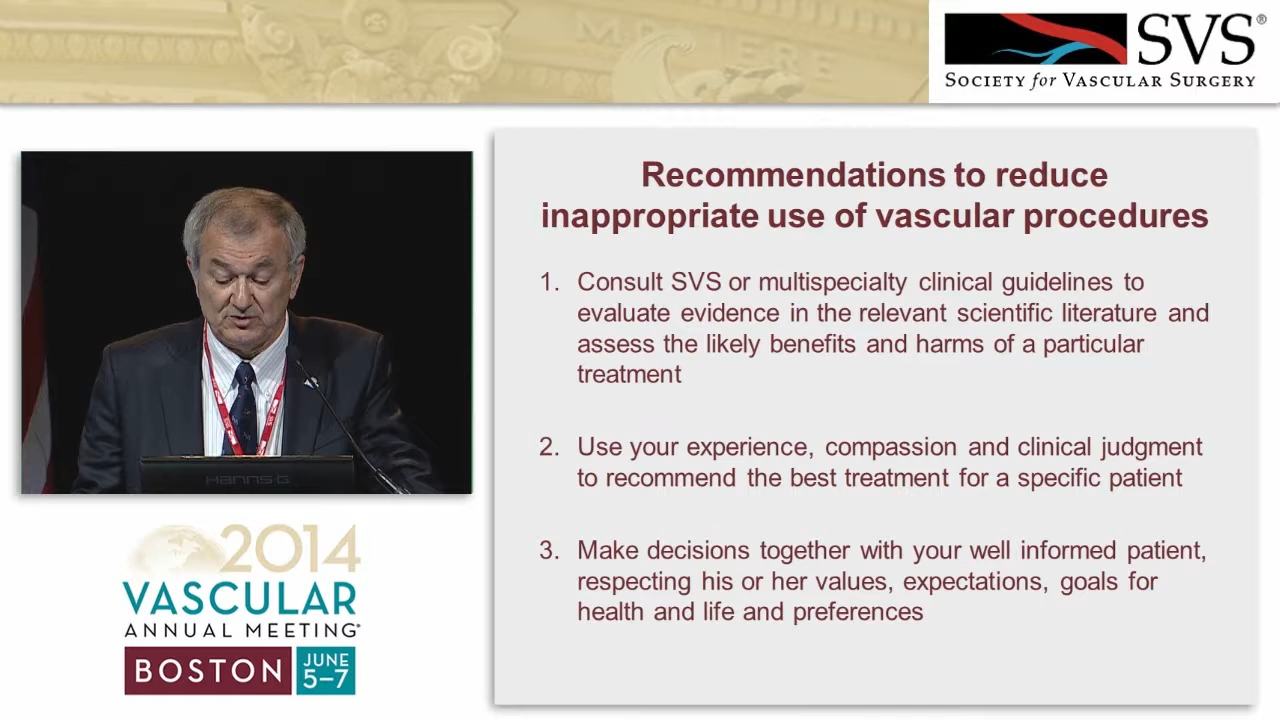 MOLIERE
SVS®
SOCIETY for VASCULAR SURGERY
Recommendations to reduce
inappropriate use of vascular procedures
1. Consult SVS or multispecialty clinical guidelines to
evaluate evidence in the relevant scientific literature and
assess the likely benefits and harms of a particular
treatment
2. Use your experience, compassion and clinical judgment
to recommend the best treatment for a specific patient
3. Make decisions together with your well informed patient,
respecting his or her values, expectations, goals for
health and life and preferences
HANNS.G
2014
VASCULAR
ANNUAL MEETING®
BOSTON
JUNE
5–7